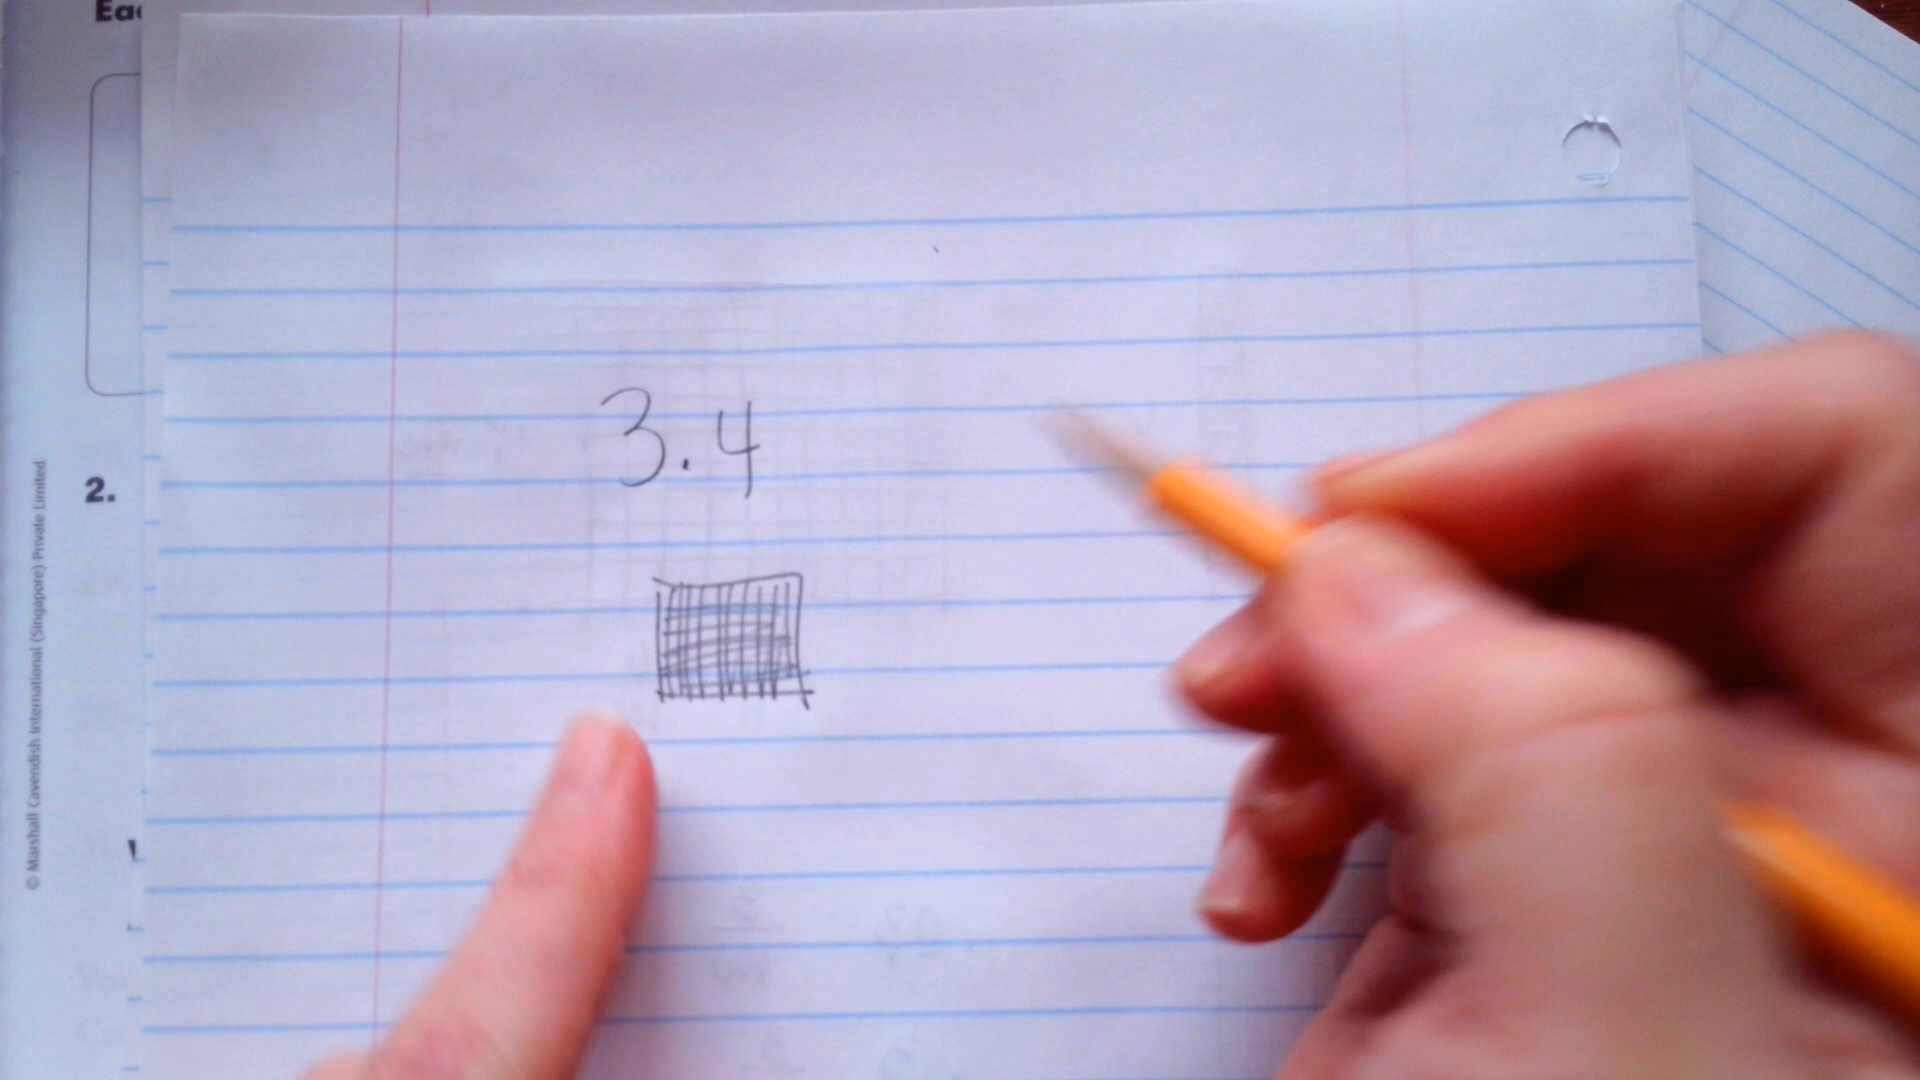 Ea
© Marshall Cavendish International (Singapore) Private Limited
2.
3.4